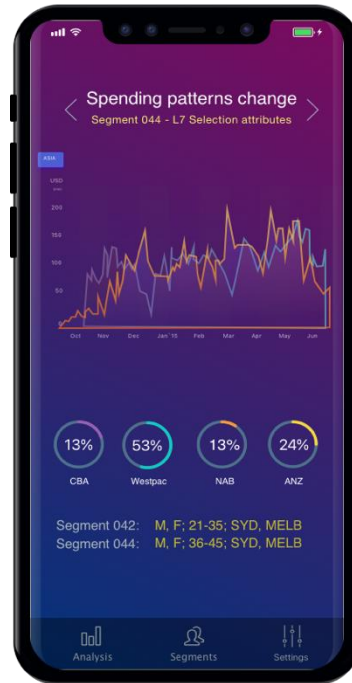 Spending patterns change
Segment 044 - L7 Selection attributes
ASIA
USD
200
150
100
50
0
Oct Nov Dec Jan'15 Feb Mar Apr May Jun
13% 53% 13% 24%
CBA Westpac NAB ANZ
Segment 042: M, F; 21-35; SYD, MELB
Segment 044: M, F; 36-45; SYD, MELB
Analysis Segments Settings